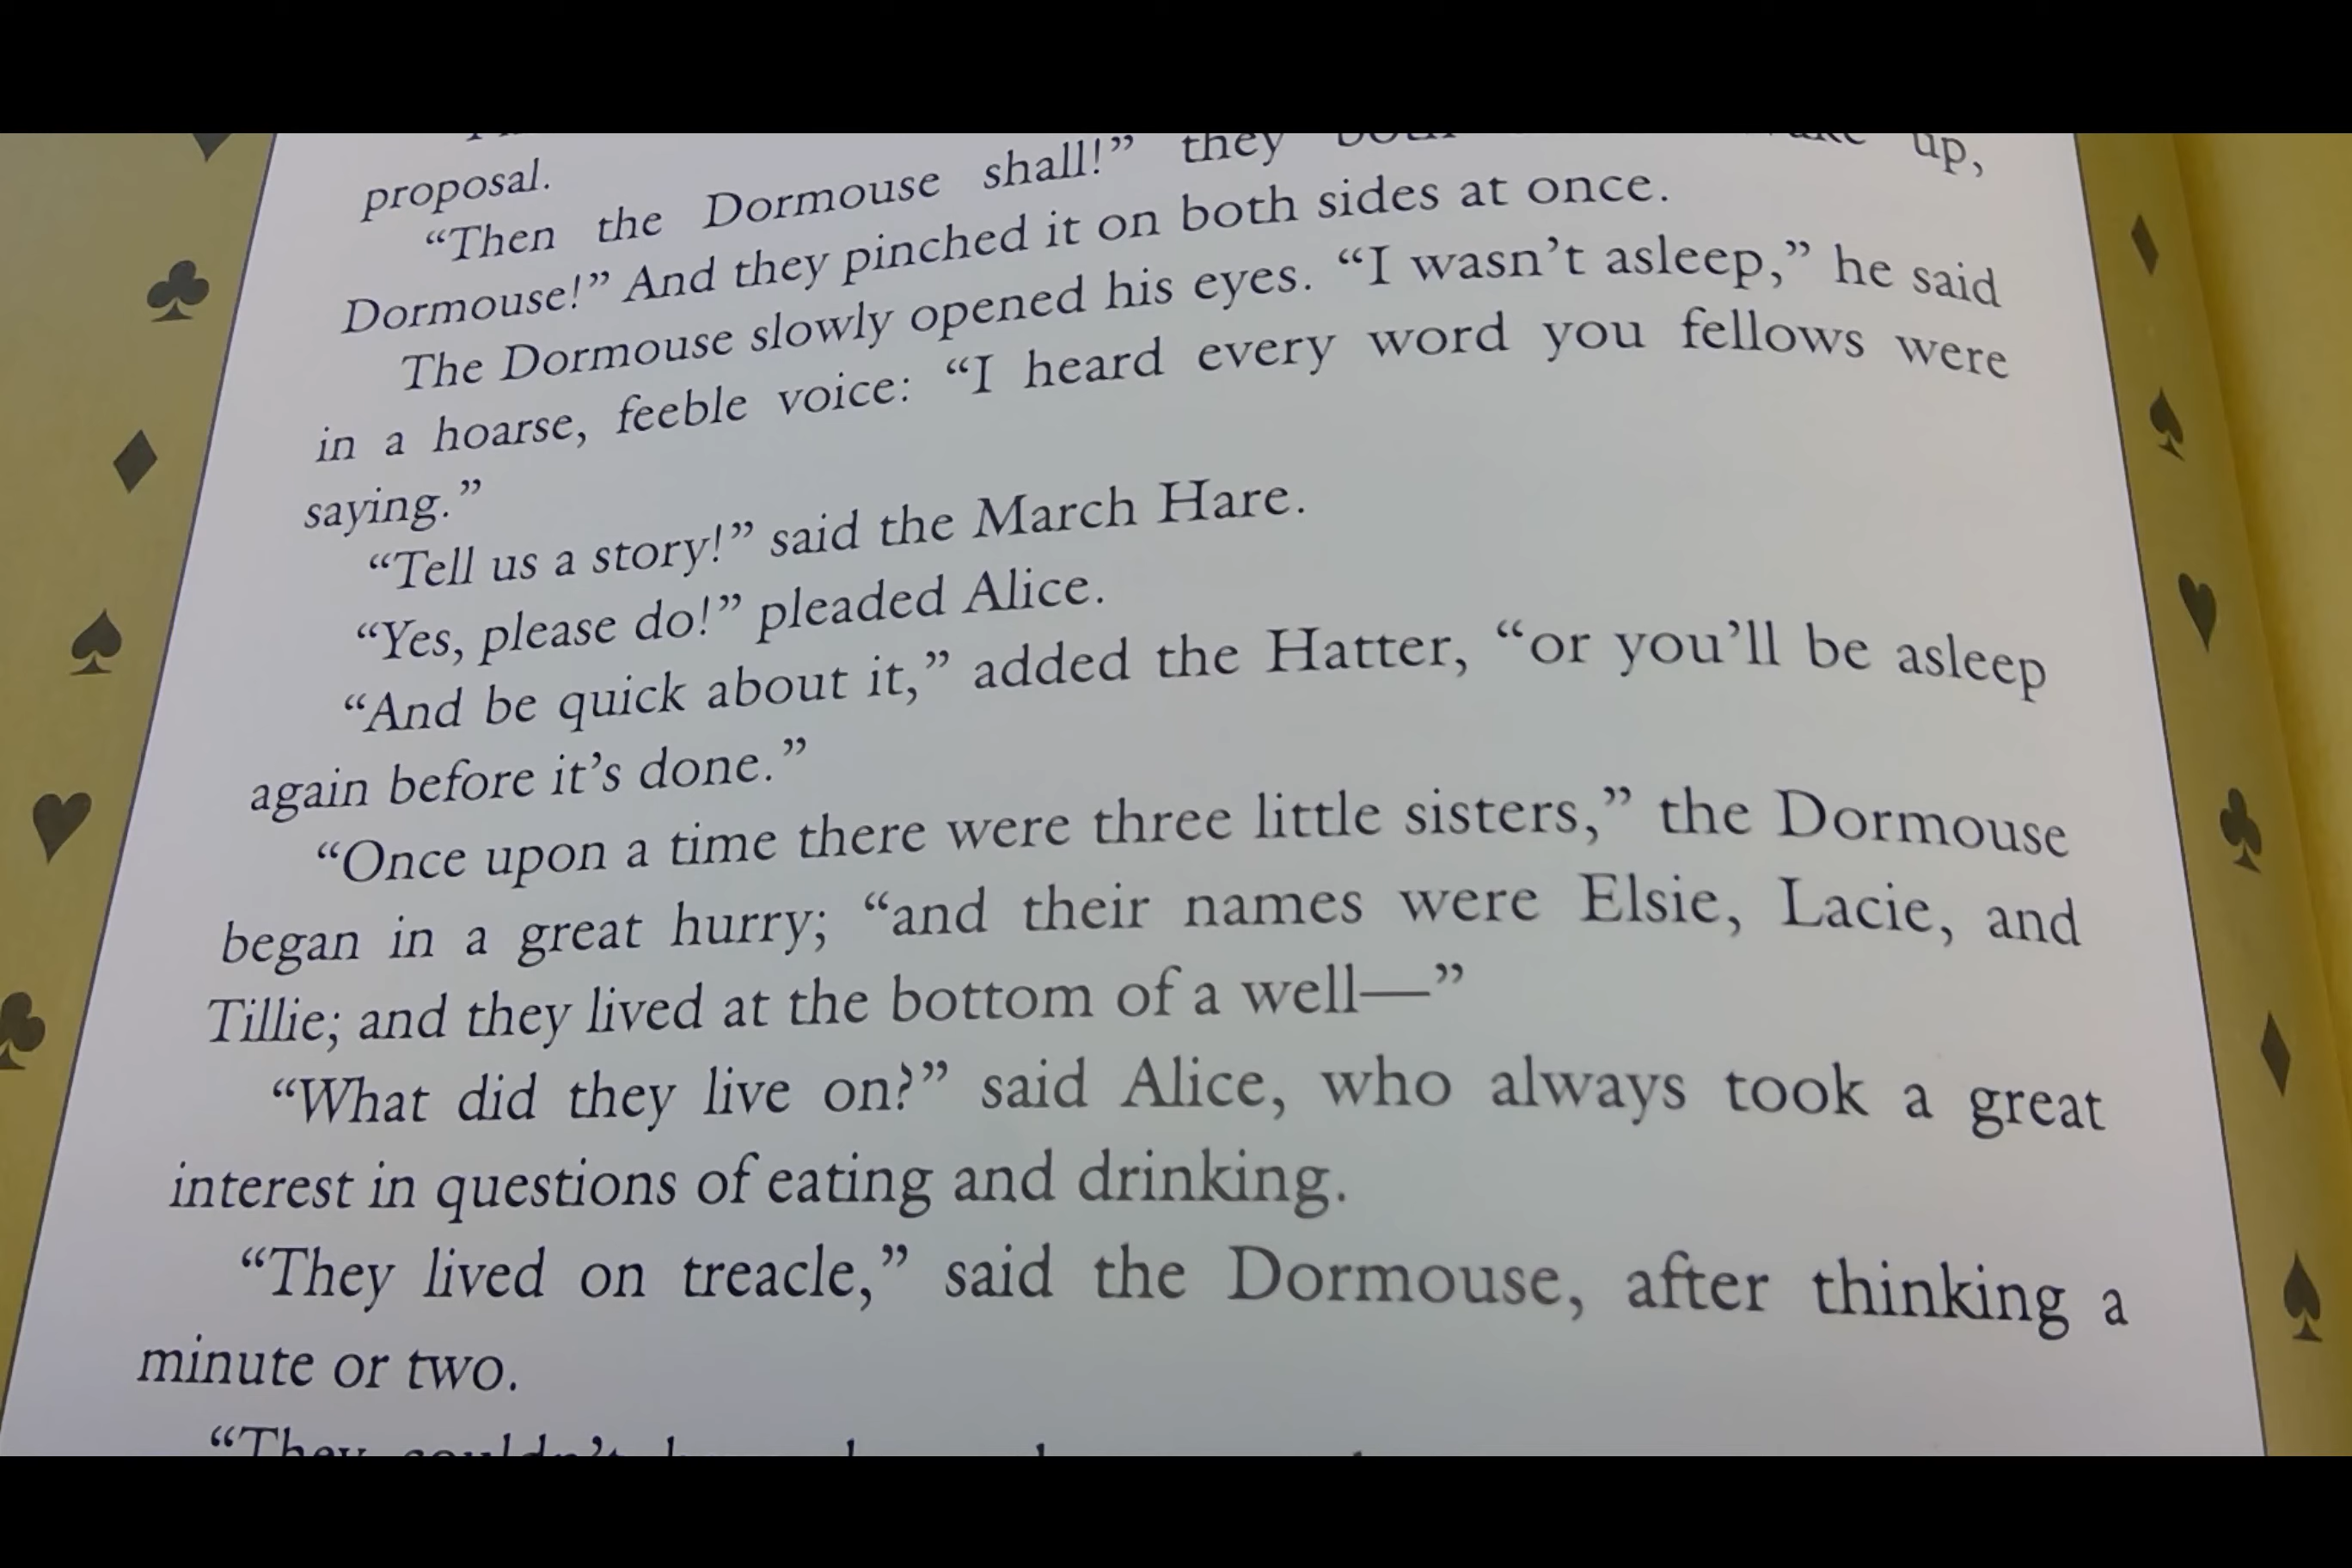 proposal.
“Then the Dormouse shall!” they both up,
Dormouse!” And they pinched it on both sides at once.
The Dormouse slowly opened his eyes. “I wasn’t asleep,” he said
in a hoarse, feeble voice: “I heard every word you fellows were
saying.”
“Tell us a story!” said the March Hare.
“Yes, please do!” pleaded Alice.
“And be quick about it,” added the Hatter, “or you’ll be asleep
again before it’s done.”
“Once upon a time there were three little sisters,” the Dormouse
began in a great hurry; “and their names were Elsie, Lacie, and
Tillie; and they lived at the bottom of a well—”
“What did they live on?” said Alice, who always took a great
interest in questions of eating and drinking.
“They lived on treacle,” said the Dormouse, after thinking a
minute or two.
“They couldn’t